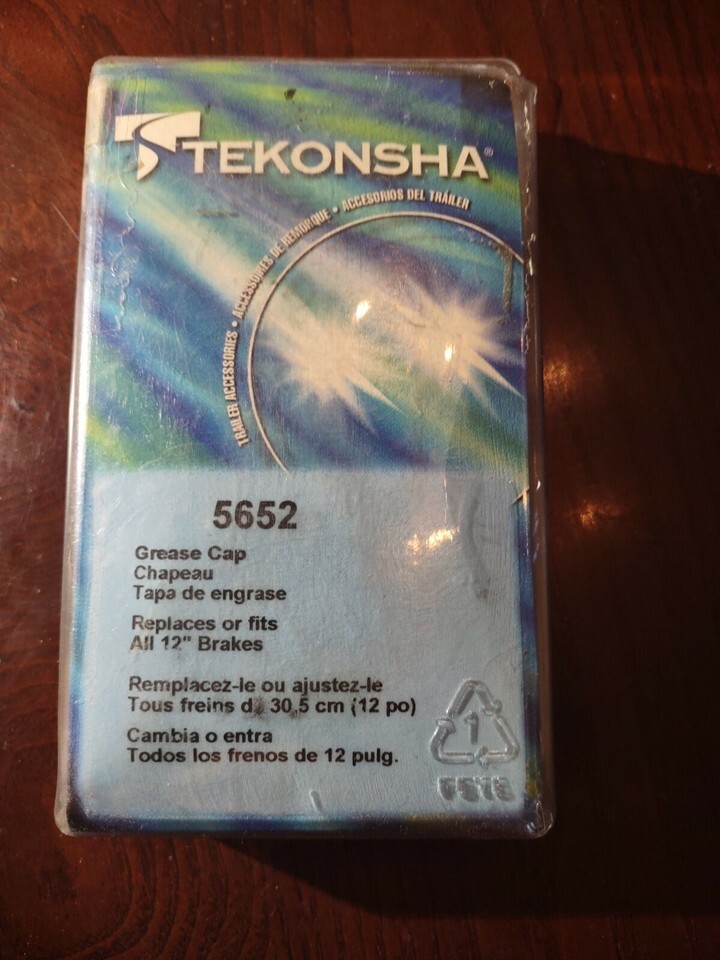 TEKONSHA®
TRAILER ACCESSORIES • ACCESSOIRES DE REMORQUE • ACCESORIOS DEL TRÁILER
5652
Grease Cap
Chapeau
Tapa de engrase
Replaces or fits
All 12" Brakes
Remplacez-le ou ajustez-le
Tous freins de 30,5 cm (12 po)
Cambia o entra
Todos los frenos de 12 pulg.
1